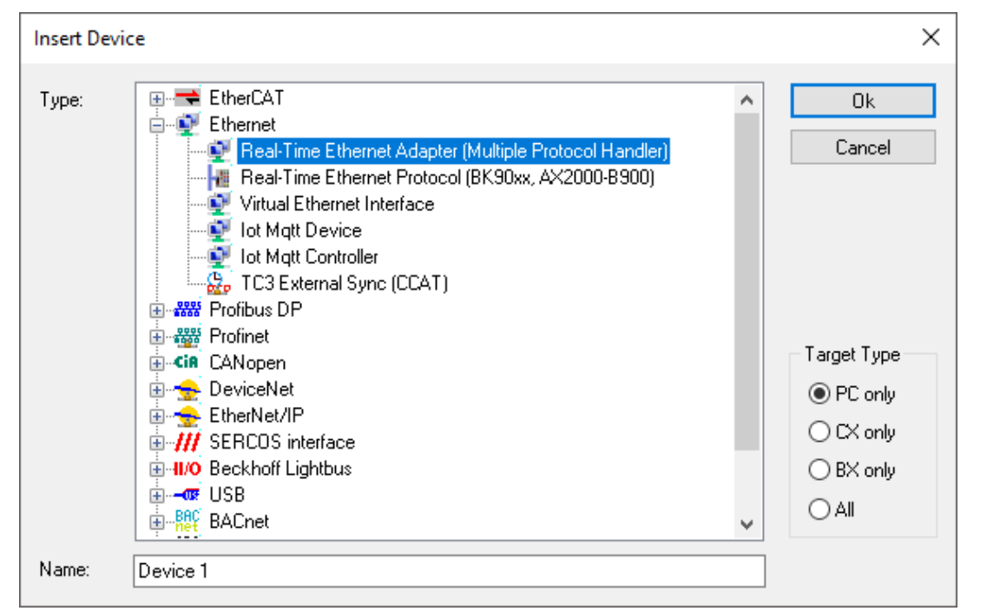 Insert Device
Type:
EtherCAT
Ethernet
Real-Time Ethernet Adapter (Multiple Protocol Handler)
Real-Time Ethernet Protocol (BK90xx, AX2000-B900)
Virtual Ethernet Interface
Iot Mqtt Device
Iot Mqtt Controller
TC3 External Sync (CCAT)
Profibus DP
Profinet
CiA CANopen
DeviceNet
EtherNet/IP
SERCOS interface
II/O Beckhoff Lightbus
USB
BACnet BACnet
Ok
Cancel
Target Type
PC only
CX only
BX only
All
Name:
Device 1